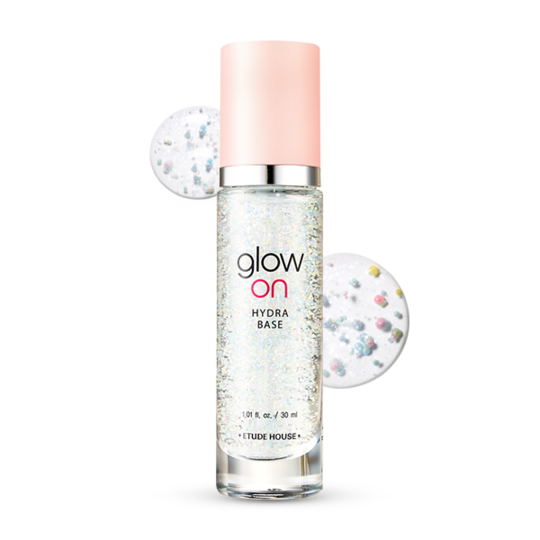 glow
on
HYDRA
BASE
1.01 fl, oz, / 30 ml
• ETUDE HOUSE •